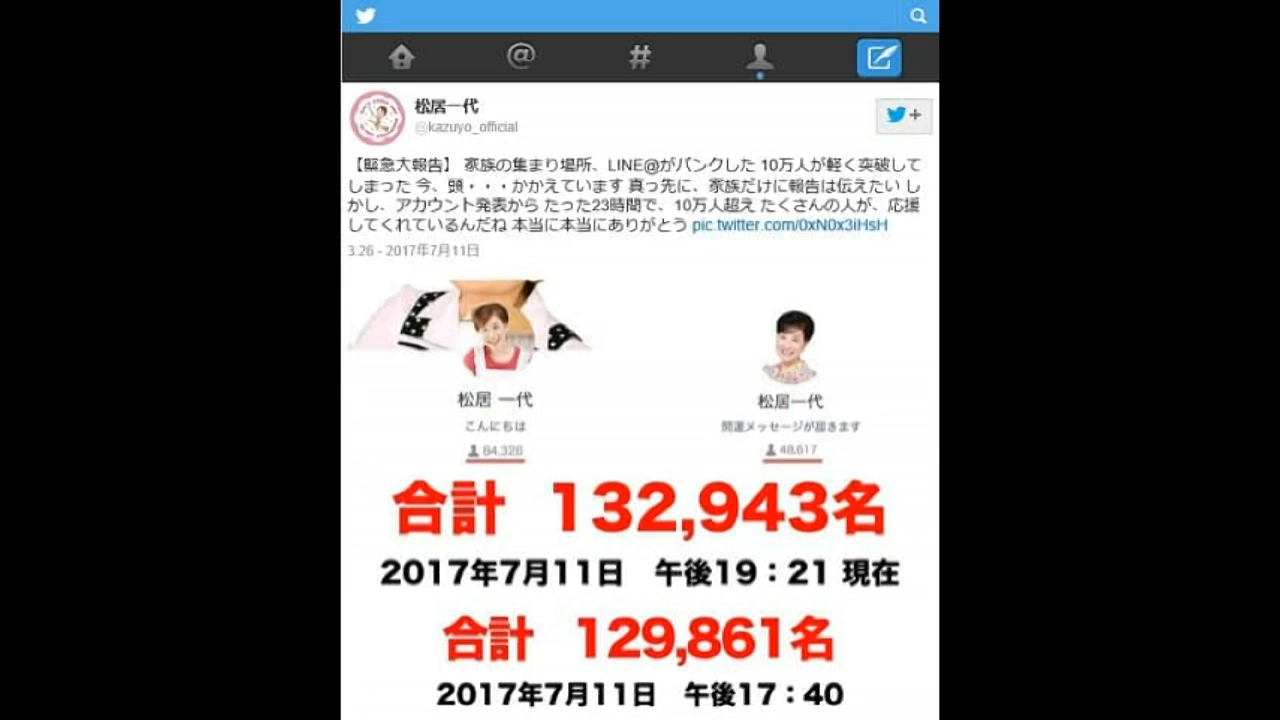 松居一代
@kazuyo_official
【緊急大報告】 家族の集まり場所、LINE@がパンクした 10万人が軽く突破して
しまった 今、頭・・・かかえています 真っ先に、家族だけに報告は伝えたい し
かし、アカウント発表から たった23時間で、10万人超え たくさんの人が、応援
してくれているんだね 本当に本当にありがとう pic.twitter.com/0xN0x3iHsH
3:26 - 2017年7月11日
松居 一代
松居一代
こんにちは
開運メッセージが届きます
84,326
48,617
合計 132,943名
2017年7月11日 午後19：21 現在
合計 129,861名
2017年7月11日 午後17：40